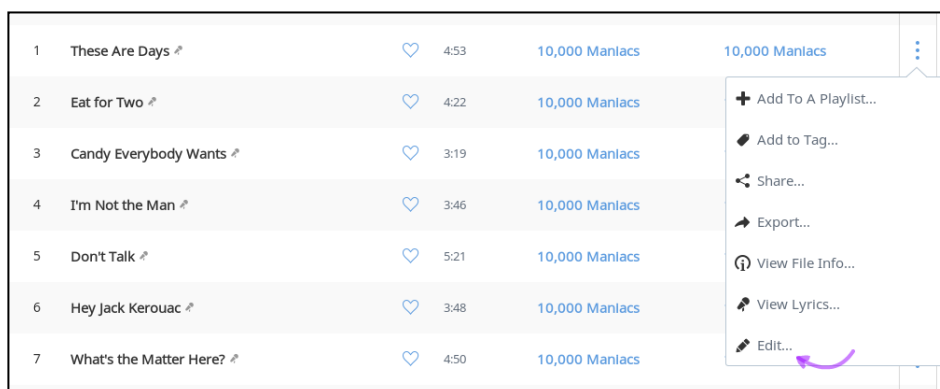 1 These Are Days 4:53 10,000 Maniacs 10,000 Maniacs
2 Eat for Two 4:22 10,000 Maniacs
Add To A Playlist...
Add to Tag...
3 Candy Everybody Wants 3:19 10,000 Maniacs
Share...
4 I'm Not the Man 3:46 10,000 Maniacs
Export...
5 Don't Talk 5:21 10,000 Maniacs
View File Info...
6 Hey Jack Kerouac 3:48 10,000 Maniacs
View Lyrics...
7 What's the Matter Here? 4:50 10,000 Maniacs
Edit...